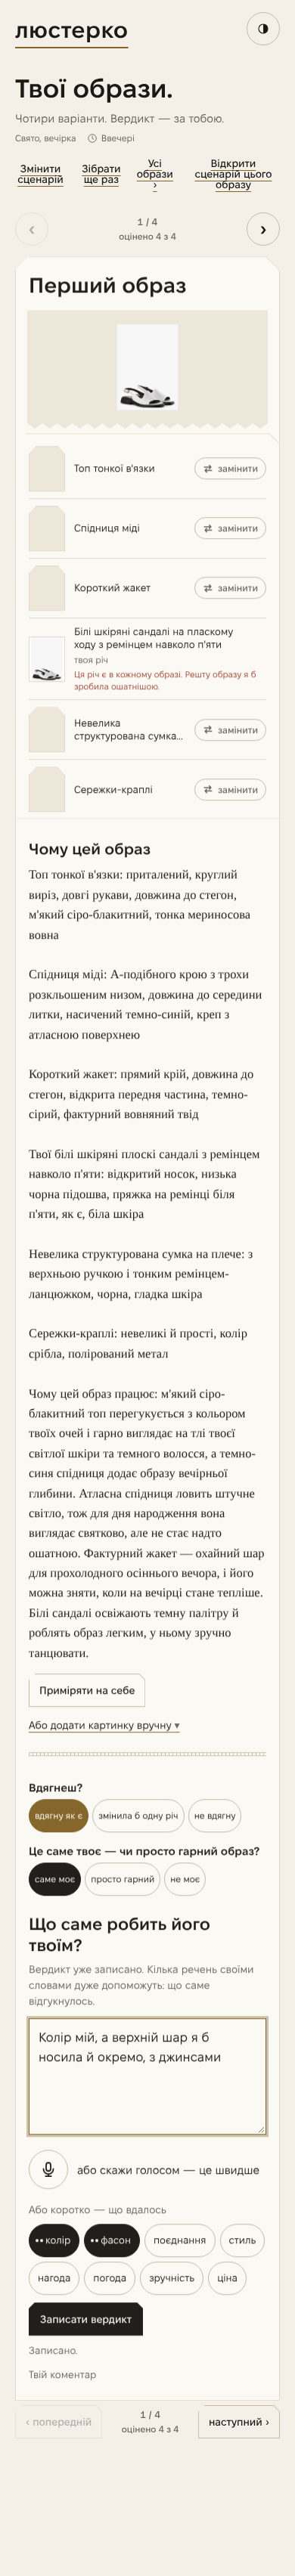 люстерко
Твої образи.
Чотири варіанти. Вердикт — за тобою.
Свято, вечірка Ввечері
Змінити
сценарій
Зібрати
ще раз
Усі
образи
›
Відкрити
сценарій цього
образу
‹
1 / 4
оцінено 4 з 4
›
Перший образ
Топ тонкої в'язки
⇄ замінити
Спідниця міді
⇄ замінити
Короткий жакет
⇄ замінити
Білі шкіряні сандалі на пласкому
ходу з ремінцем навколо п'яти
твоя річ
Ця річ є в кожному образі. Решту образу я б
зробила ошатнішою.
Невелика
структурована сумка...
⇄ замінити
Сережки-краплі
⇄ замінити
Чому цей образ
Топ тонкої в'язки: приталений, круглий
виріз, довгі рукави, довжина до стегон,
м'який сіро-блакитний, тонка мериносова
вовна
Спідниця міді: А-подібного крою з трохи
розкльошеним низом, довжина до середини
литки, насичений темно-синій, креп з
атласною поверхнею
Короткий жакет: прямий крій, довжина до
стегон, відкрита передня частина, темно-
сірий, фактурний вовняний твід
Твої білі шкіряні плоскі сандалі з ремінцем
навколо п'яти: відкритий носок, низька
чорна підошва, пряжка на ремінці біля
п'яти, як є, біла шкіра
Невелика структурована сумка на плече: з
верхньою ручкою і тонким ремінцем-
ланцюжком, чорна, гладка шкіра
Сережки-краплі: невеликі й прості, колір
срібла, полірований метал
Чому цей образ працює: м'який сіро-
блакитний топ перегукується з кольором
твоїх очей і гарно виглядає на тлі твоєї
світлої шкіри та темного волосся, а темно-
синя спідниця додає образу вечірньої
глибини. Атласна спідниця ловить штучне
світло, тож для дня народження вона
виглядає святково, але не стає надто
ошатною. Фактурний жакет — охайний шар
для прохолодного осіннього вечора, і його
можна зняти, коли на вечірці стане тепліше.
Білі сандалі освіжають темну палітру й
роблять образ легким, у ньому зручно
танцювати.
Приміряти на себе
Або додати картинку вручну ▾
Вдягнеш?
вдягну як є
змінила б одну річ
не вдягну
Це саме твоє — чи просто гарний образ?
саме моє
просто гарний
не моє
Що саме робить його
твоїм?
Вердикт уже записано. Кілька речень своїми
словами дуже допоможуть: що саме
відгукнулось.
Колір мій, а верхній шар я б
носила й окремо, з джинсами
або скажи голосом — це швидше
Або коротко — що вдалось
•• колір
•• фасон
поєднання
стиль
нагода
погода
зручність
ціна
Записати вердикт
Записано.
Твій коментар
‹ попередній
1 / 4
оцінено 4 з 4
наступний ›